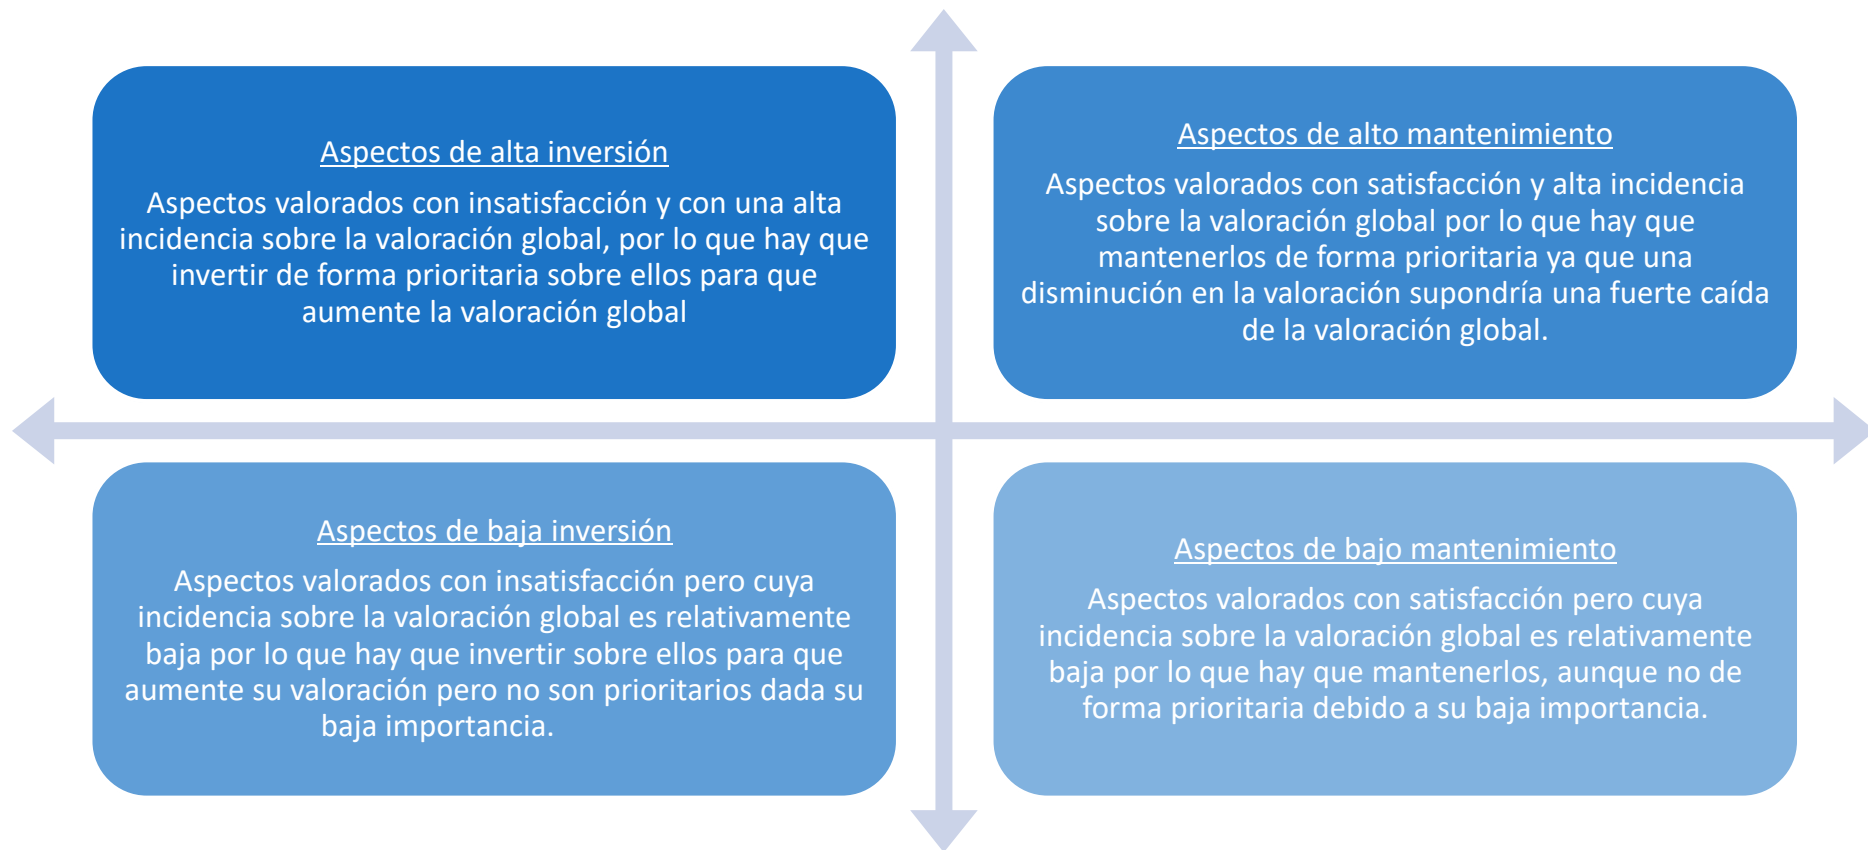 Aspectos de alta inversión
Aspectos valorados con insatisfacción y con una alta
incidencia sobre la valoración global, por lo que hay que
invertir de forma prioritaria sobre ellos para que
aumente la valoración global
Aspectos de alto mantenimiento
Aspectos valorados con satisfacción y alta incidencia
sobre la valoración global por lo que hay que
mantenerlos de forma prioritaria ya que una
disminución en la valoración supondría una fuerte caída
de la valoración global.
Aspectos de baja inversión
Aspectos valorados con insatisfacción pero cuya
incidencia sobre la valoración global es relativamente
baja por lo que hay que invertir sobre ellos para que
aumente su valoración pero no son prioritarios dada su
baja importancia.
Aspectos de bajo mantenimiento
Aspectos valorados con satisfacción pero cuya
incidencia sobre la valoración global es relativamente
baja por lo que hay que mantenerlos, aunque no de
forma prioritaria debido a su baja importancia.